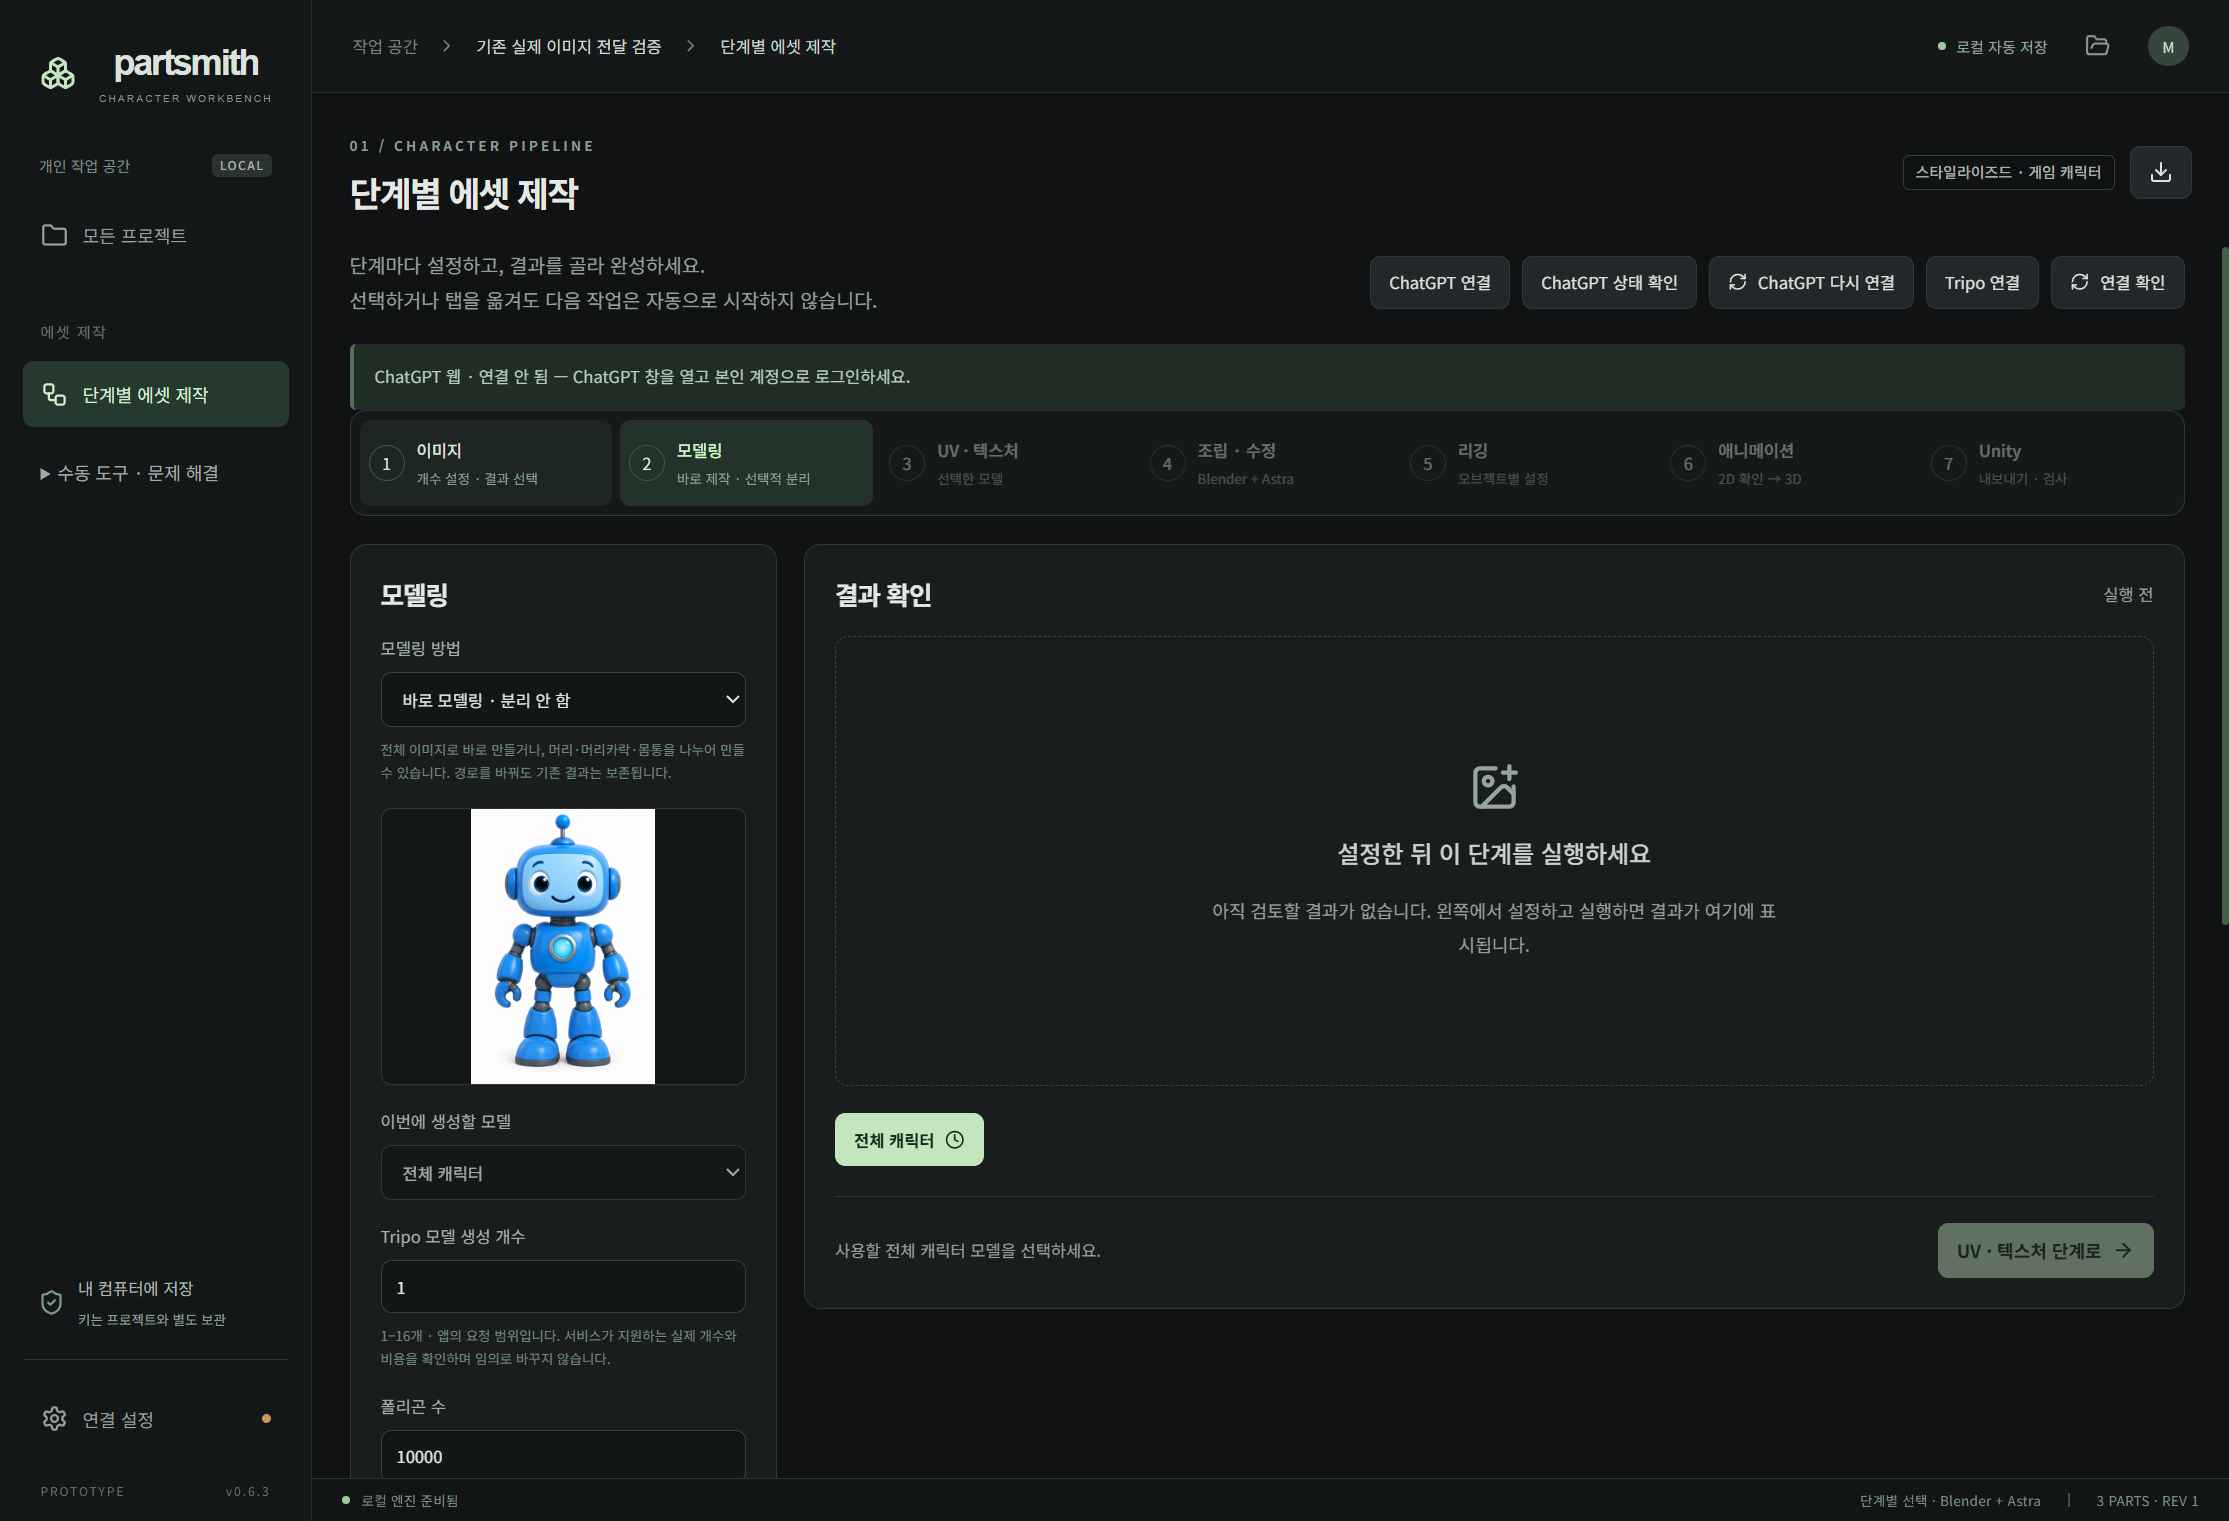 partsmith
CHARACTER WORKBENCH
개인 작업 공간
LOCAL
모든 프로젝트
에셋 제작
단계별 에셋 제작
수동 도구 · 문제 해결
내 컴퓨터에 저장
키는 프로젝트와 별도 보관
연결 설정
PROTOTYPE
v0.6.3
작업 공간
기존 실제 이미지 전달 검증
단계별 에셋 제작
로컬 자동 저장
M
01 / CHARACTER PIPELINE
단계별 에셋 제작
스타일라이즈드 · 게임 캐릭터
단계마다 설정하고, 결과를 골라 완성하세요.
선택하거나 탭을 옮겨도 다음 작업은 자동으로 시작하지 않습니다.
ChatGPT 연결
ChatGPT 상태 확인
ChatGPT 다시 연결
Tripo 연결
연결 확인
ChatGPT 웹 · 연결 안 됨 — ChatGPT 창을 열고 본인 계정으로 로그인하세요.
1
이미지
개수 설정 · 결과 선택
2
모델링
바로 제작 · 선택적 분리
3
UV · 텍스처
선택한 모델
4
조립 · 수정
Blender + Astra
5
리깅
오브젝트별 설정
6
애니메이션
2D 확인 → 3D
7
Unity
내보내기 · 검사
모델링
모델링 방법
바로 모델링 · 분리 안 함
전체 이미지로 바로 만들거나, 머리·머리카락·몸통을 나누어 만들
수 있습니다. 경로를 바꿔도 기존 결과는 보존됩니다.
이번에 생성할 모델
전체 캐릭터
Tripo 모델 생성 개수
1
1–16개 · 앱의 요청 범위입니다. 서비스가 지원하는 실제 개수와
비용을 확인하며 임의로 바꾸지 않습니다.
폴리곤 수
10000
결과 확인
실행 전
설정한 뒤 이 단계를 실행하세요
아직 검토할 결과가 없습니다. 왼쪽에서 설정하고 실행하면 결과가 여기에 표
시됩니다.
전체 캐릭터
사용할 전체 캐릭터 모델을 선택하세요.
UV · 텍스처 단계로
로컬 엔진 준비됨
단계별 선택 · Blender + Astra
3 PARTS · REV 1